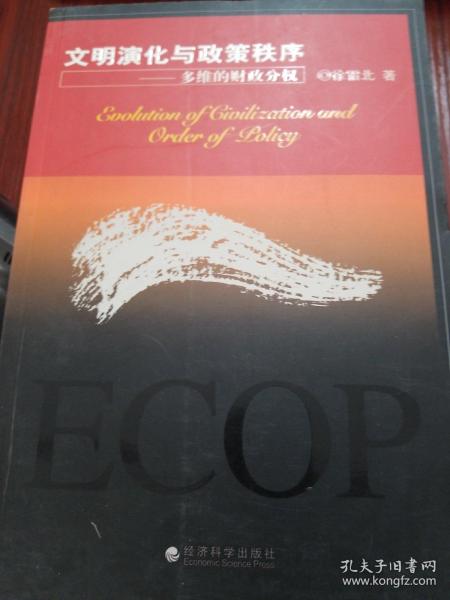 文明演化与政策秩序
——多维的财政分权
徐雷 著
Evolution of Civilization and
Order of Policy
ECOP
经济科学出版社
Economic Science Press
孔夫子旧书网
www.kongfz.com